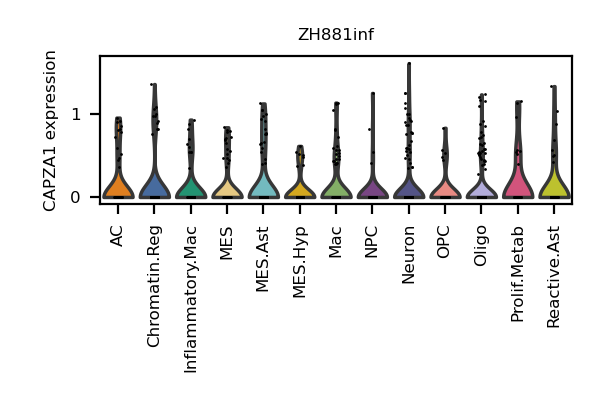 ZH881inf
CAPZA1 expression
1
0
AC
Chromatin.Reg
Inflammatory.Mac
MES
MES.Ast
MES.Hyp
Mac
NPC
Neuron
OPC
Oligo
Prolif.Metab
Reactive.Ast